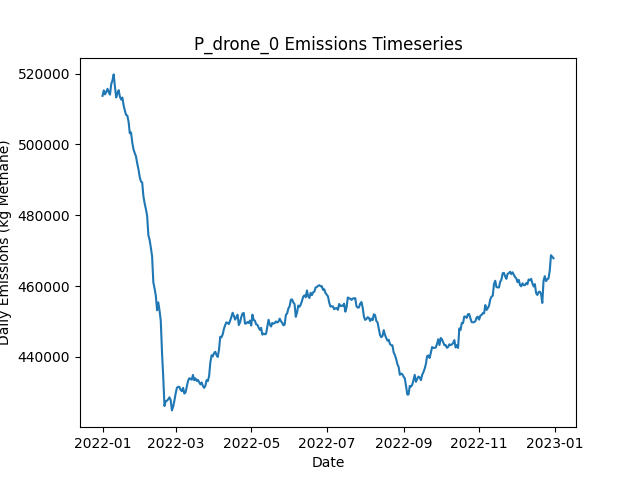 P_drone_0 Emissions Timeseries
Daily Emissions (kg Methane)
520000
500000
480000
460000
440000
2022-01 2022-03 2022-05 2022-07 2022-09 2022-11 2023-01
Date